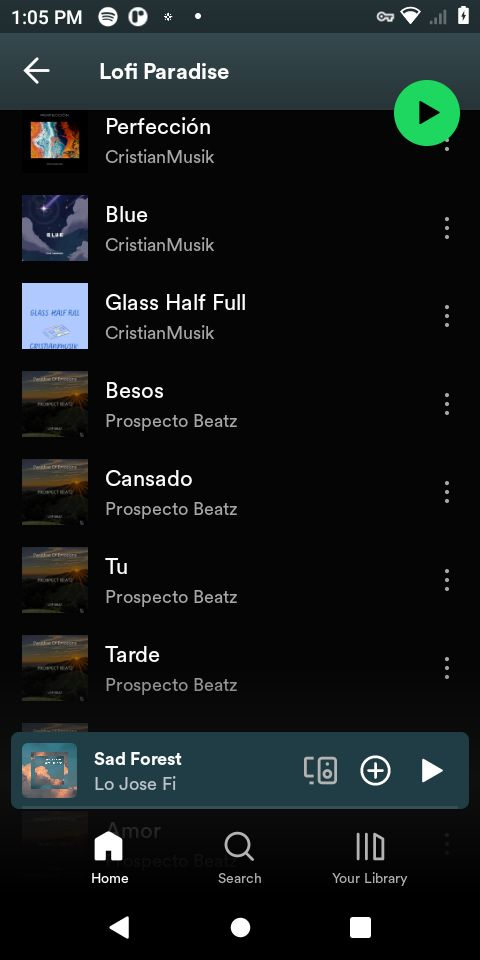 1:05 PM
Lofi Paradise
Perfección
CristianMusik
Blue
CristianMusik
BLUE
Glass Half Full
CristianMusik
GLASS HALF FULL
CRISTIANMUSIK
Besos
Prospecto Beatz
PROSPECT BEATZ
Cansado
Prospecto Beatz
PROSPECT BEATZ
Tu
Prospecto Beatz
PROSPECT BEATZ
Tarde
Prospecto Beatz
PROSPECT BEATZ
Sad Forest
Lo Jose Fi
Amor
Prospecto Beatz
Home
Search
Your Library